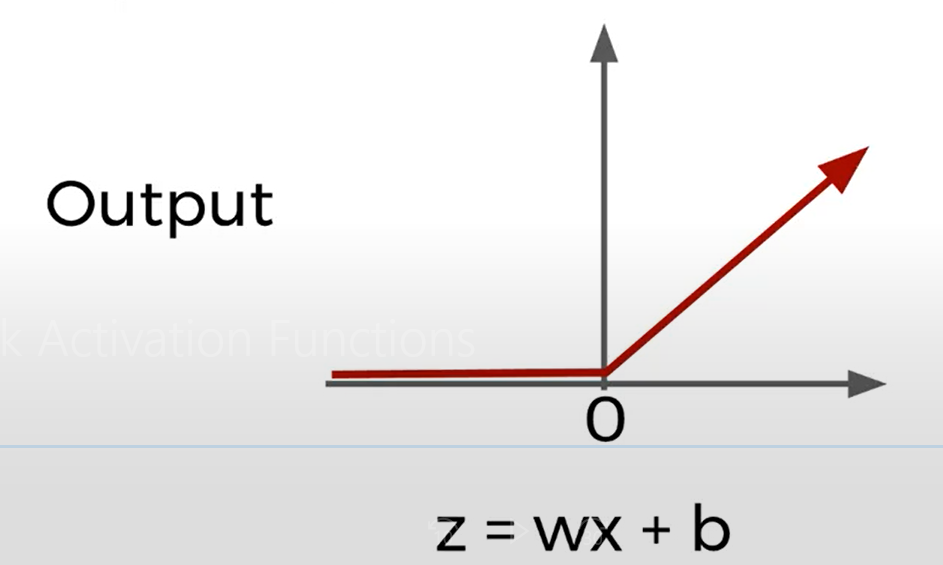 Output
k Activation Functions
0
z = wx + b